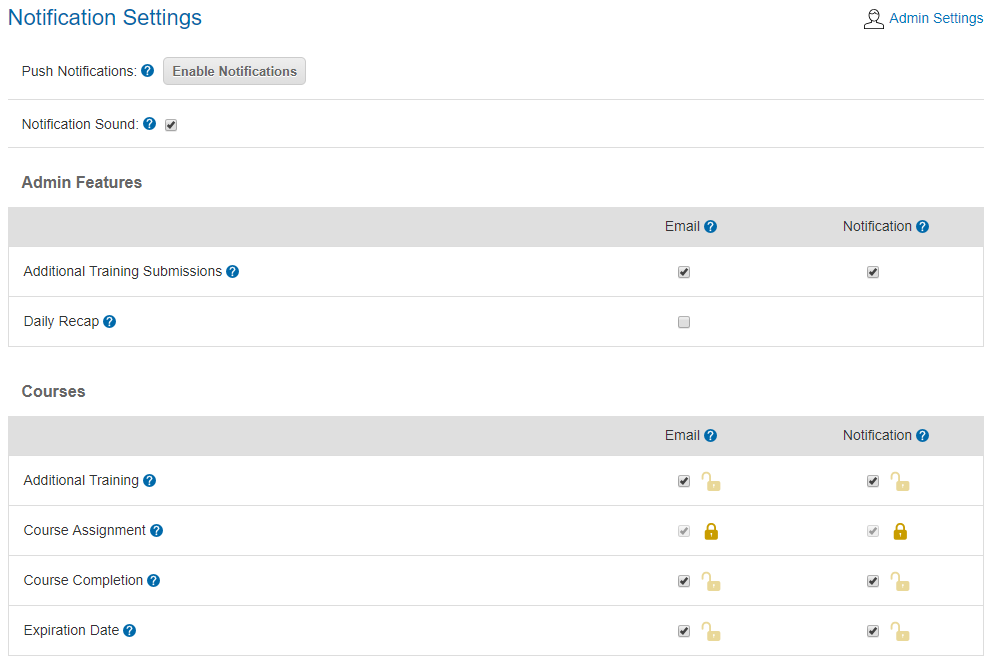 Notification Settings
Admin Settings
Push Notifications: ? Enable Notifications
Notification Sound: ?
Admin Features
Email ? Notification ?
Additional Training Submissions ?
Daily Recap ?
Courses
Email ? Notification ?
Additional Training ?
Course Assignment ?
Course Completion ?
Expiration Date ?